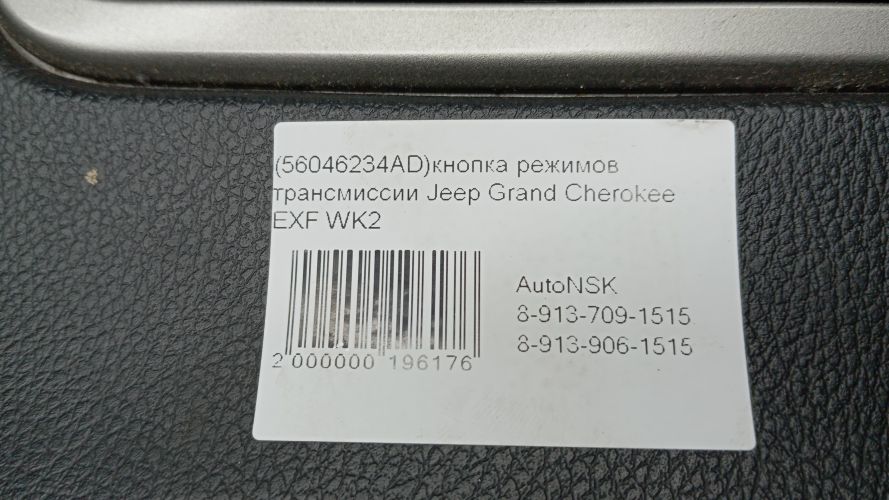 (56046234AD)кнопка режимов
трансмиссии Jeep Grand Cherokee
EXF WK2
AutoNSK
8-913-709-1515
8-913-906-1515
2 000000 196176